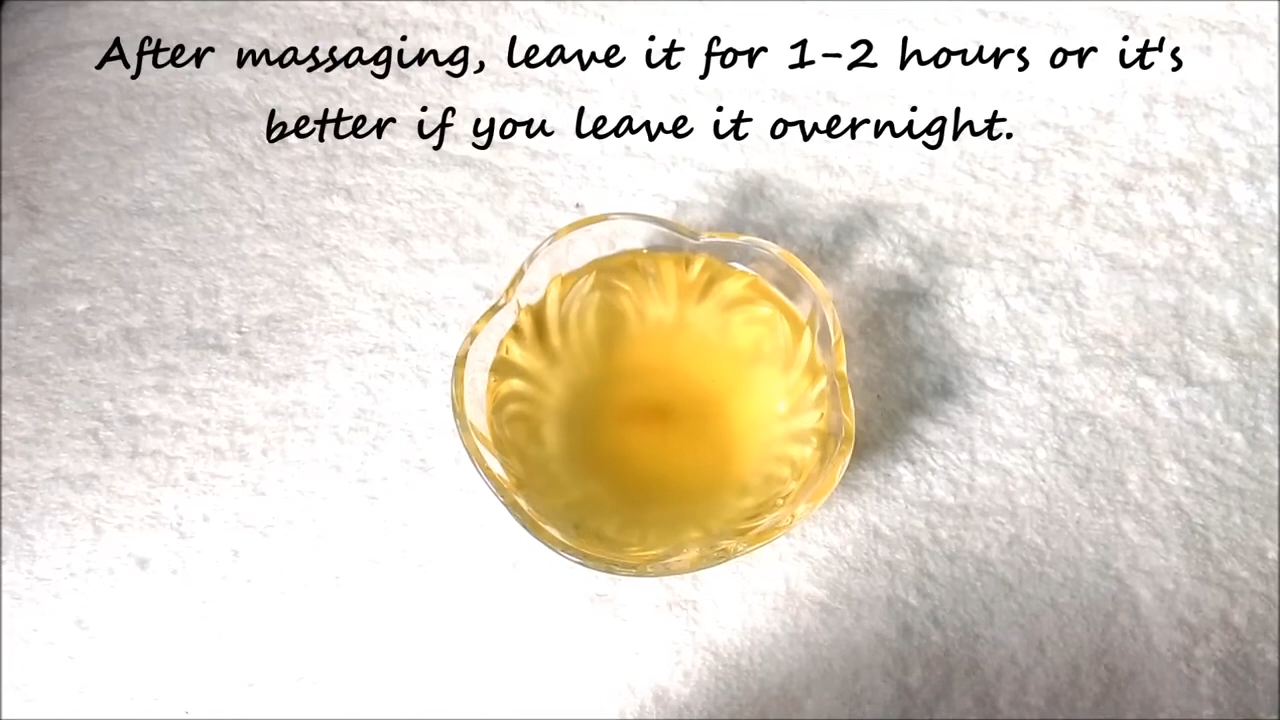 After massaging, leave it for 1-2 hours or it's
better if you leave it overnight.